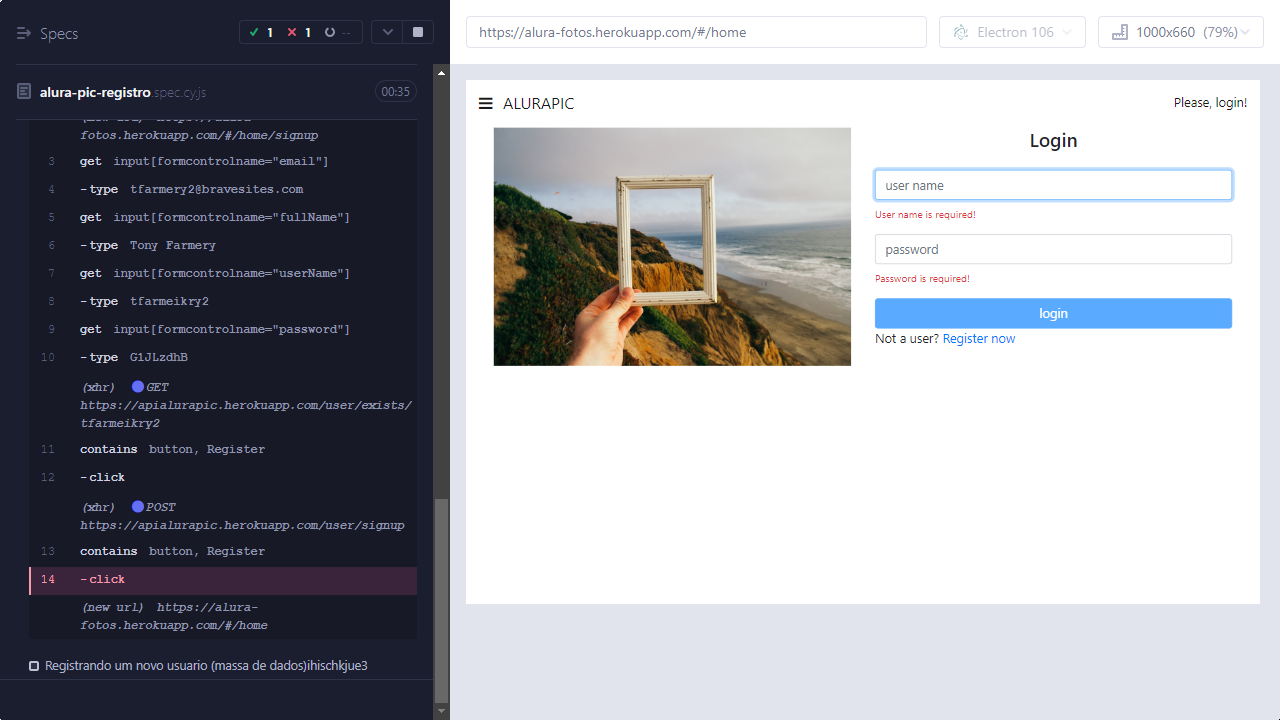 Specs
1
1
--
alura-pic-registro.spec.cy.js
00:35
fotos.herokuapp.com/#/home/signup
3 get input[formcontrolname="email"]
4 -type tfarmery2@bravesites.com
5 get input[formcontrolname="fullName"]
6 -type Tony Farmery
7 get input[formcontrolname="userName"]
8 -type tfarmeikry2
9 get input[formcontrolname="password"]
10 -type G1JLzdhB
(xhr) GET
https://apialurapic.herokuapp.com/user/exists/
tfarmeikry2
11 contains button, Register
12 -click
(xhr) POST
https://apialurapic.herokuapp.com/user/signup
13 contains button, Register
14 -click
(new url) https://alura-
fotos.herokuapp.com/#/home
Registrando um novo usuario (massa de dados)ihischkjue3
https://alura-fotos.herokuapp.com/#/home
Electron 106
1000x660 (79%)
ALURAPIC
Please, login!
Login
user name
User name is required!
password
Password is required!
login
Not a user? Register now